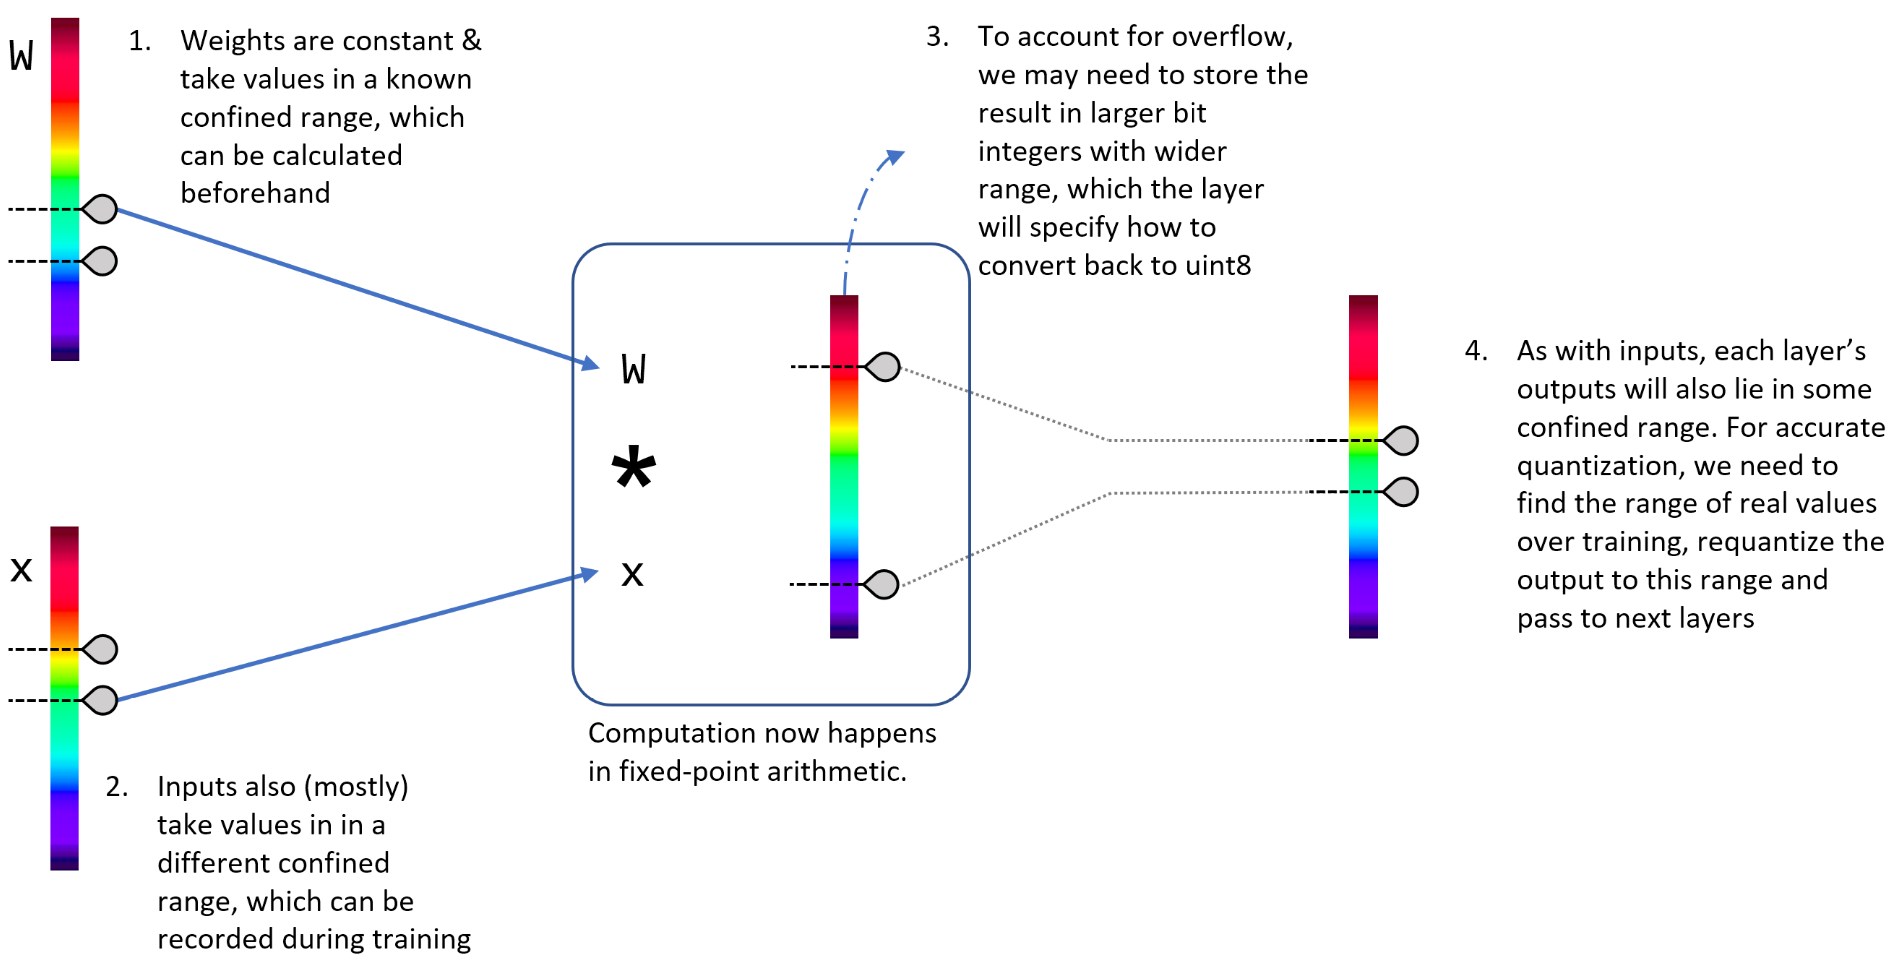 W
1. Weights are constant &
take values in a known
confined range, which
can be calculated
beforehand
x
2. Inputs also (mostly)
take values in in a
different confined
range, which can be
recorded during training
W
*
x
Computation now happens
in fixed-point arithmetic.
3. To account for overflow,
we may need to store the
result in larger bit
integers with wider
range, which the layer
will specify how to
convert back to uint8
4. As with inputs, each layer’s
outputs will also lie in some
confined range. For accurate
quantization, we need to
find the range of real values
over training, requantize the
output to this range and
pass to next layers